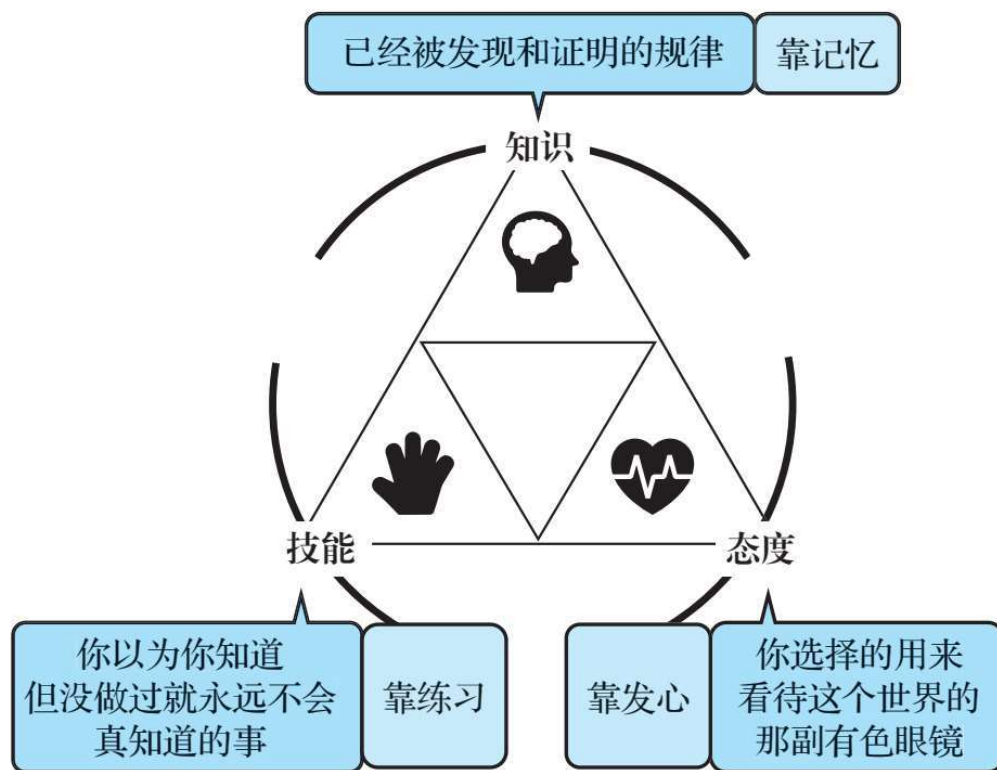 已经被发现和证明的规律
靠记忆
知识
技能
态度
你以为你知道
但没做过就永远不会
真知道的事
靠练习
靠发心
你选择的用来
看待这个世界的
那副有色眼镜